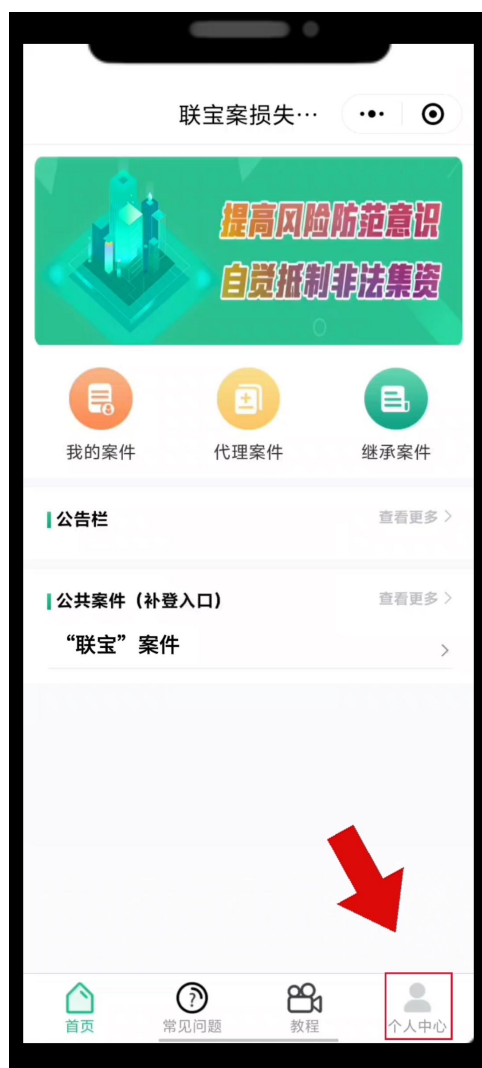 联宝案损失…
提高风险防范意识
自觉抵制非法集资
我的案件
代理案件
继承案件
公告栏
查看更多
公共案件（补登入口）
查看更多
“联宝”案件
首页
常见问题
教程
个人中心